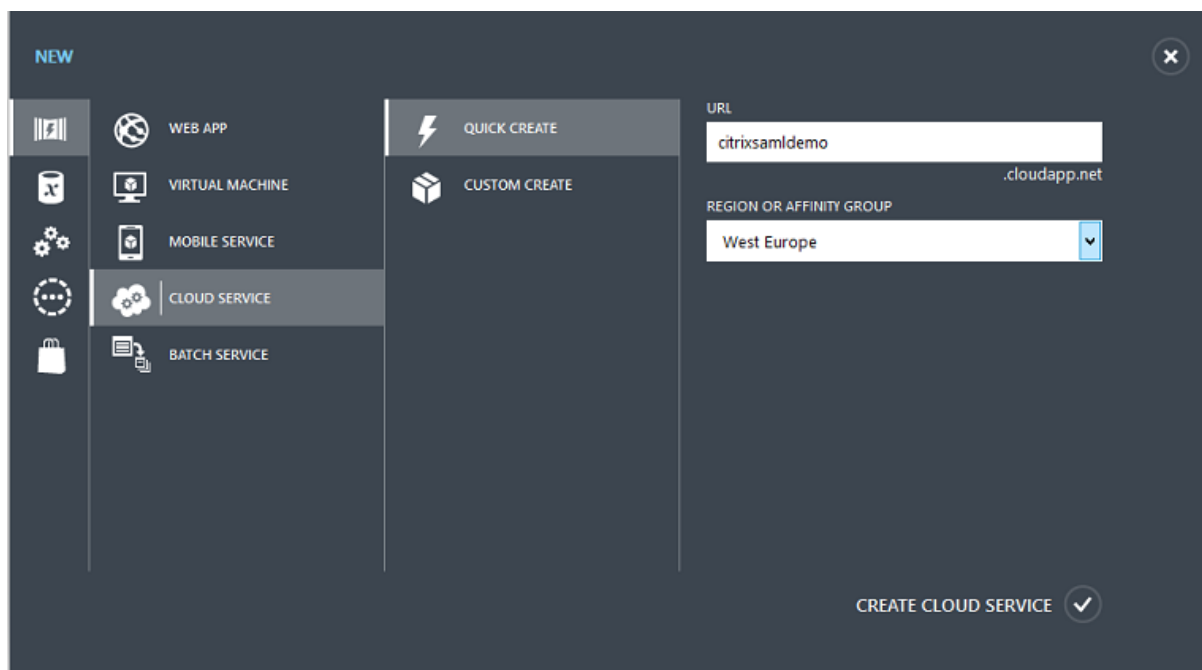 NEW
WEB APP
VIRTUAL MACHINE
MOBILE SERVICE
CLOUD SERVICE
BATCH SERVICE
QUICK CREATE
CUSTOM CREATE
URL
citrixsamldemo
.cloudapp.net
REGION OR AFFINITY GROUP
West Europe
CREATE CLOUD SERVICE